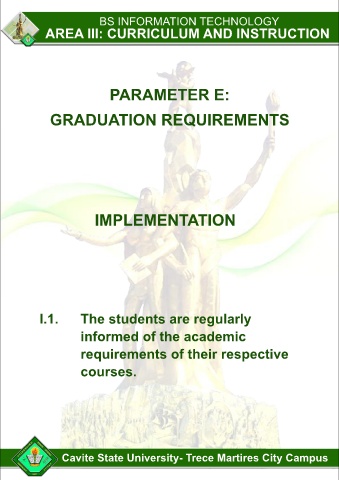 BS INFORMATION TECHNOLOGY
AREA III: CURRICULUM AND INSTRUCTION
PARAMETER E:
GRADUATION REQUIREMENTS
IMPLEMENTATION
I.1. The students are regularly
informed of the academic
requirements of their respective
courses.
Cavite State University- Trece Martires City Campus